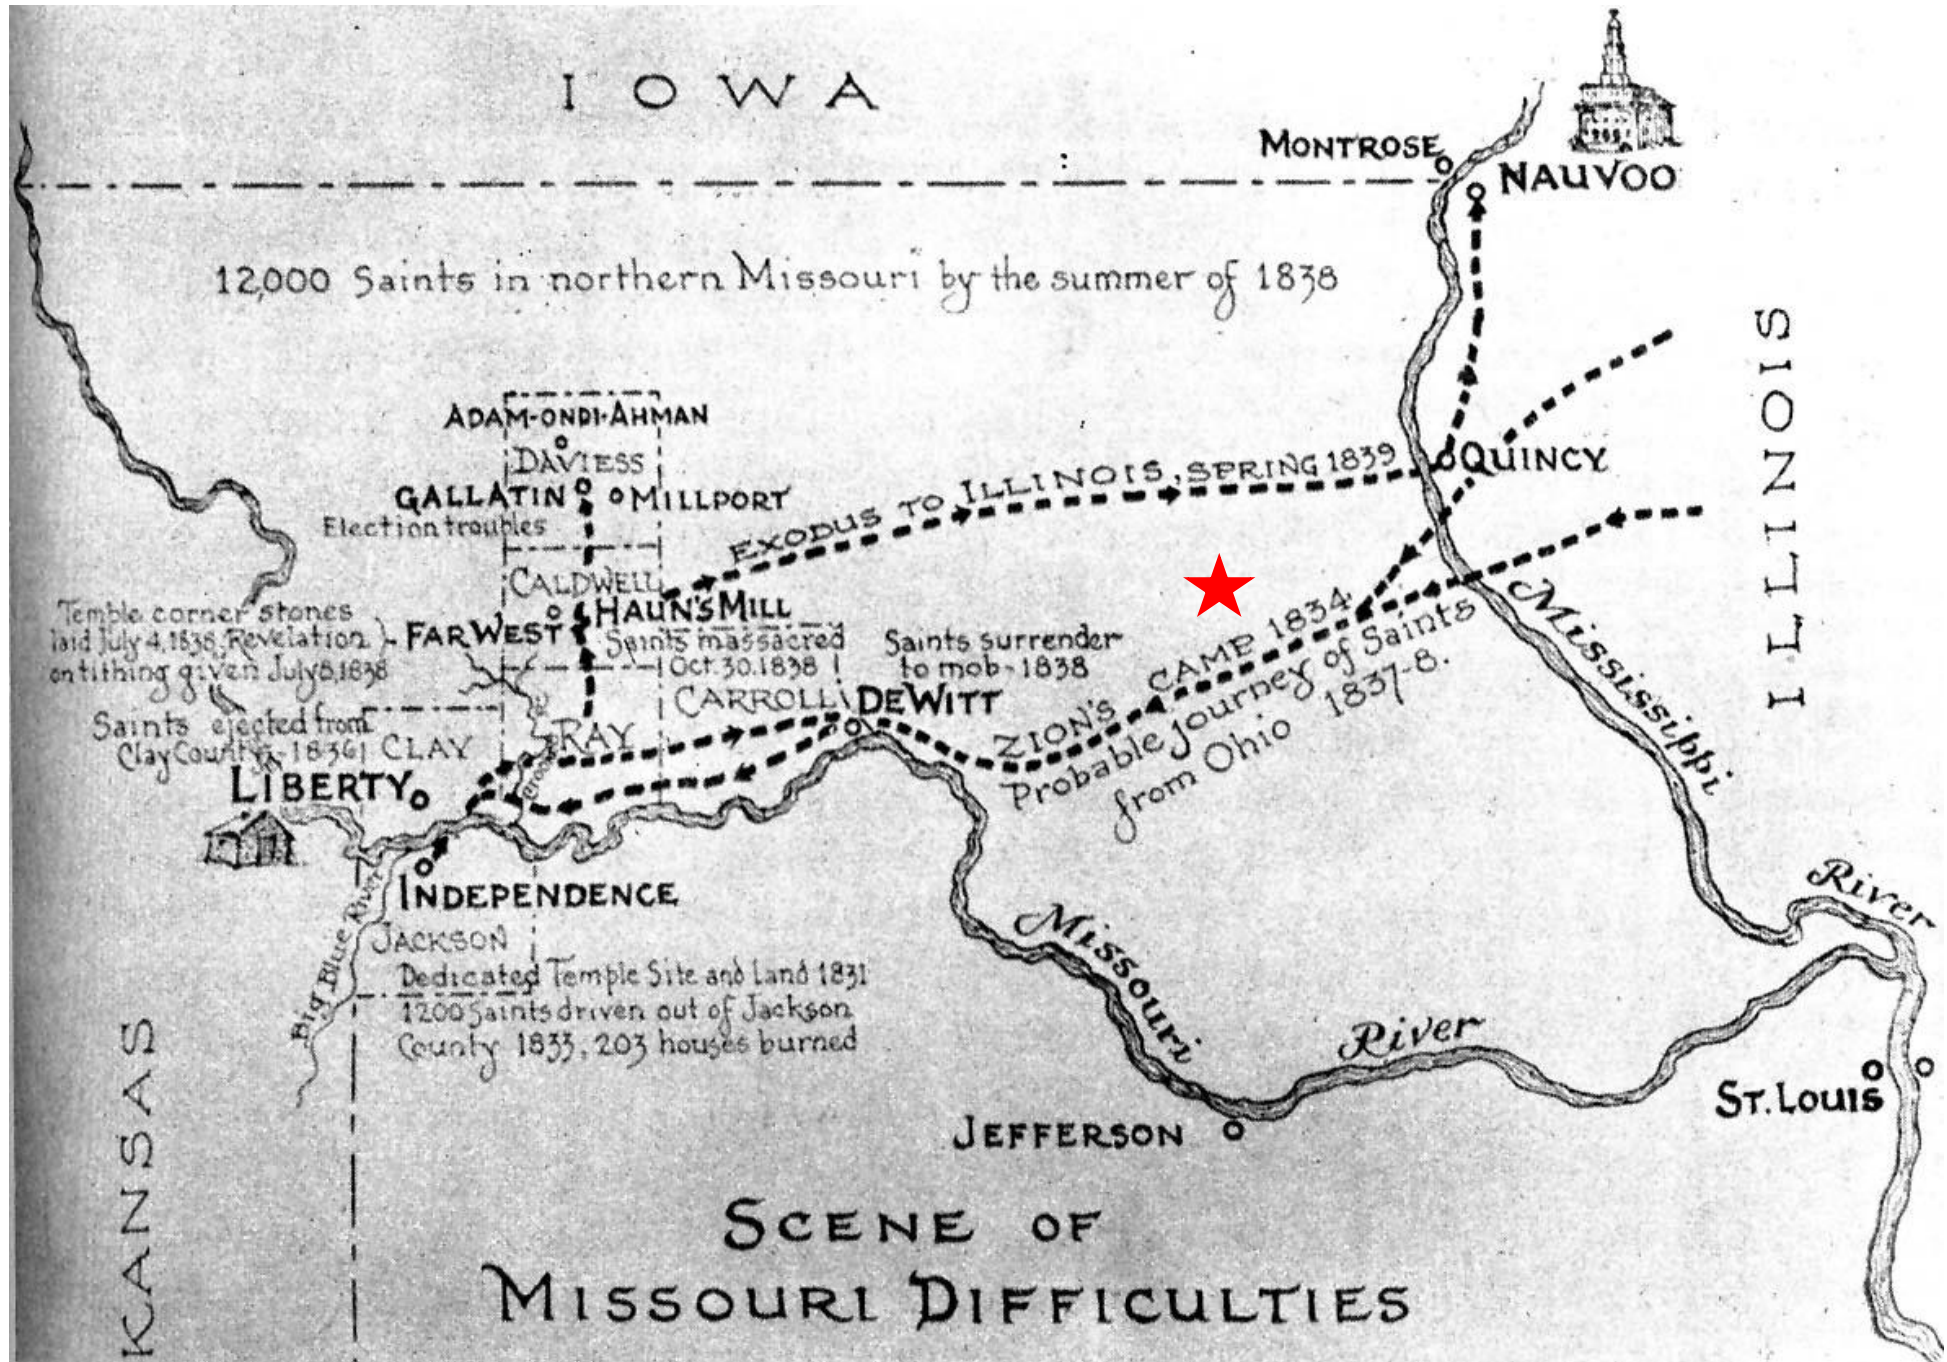 IOWA
MONTROSE
NAUVOO
12,000 Saints in northern Missouri by the summer of 1838
ILLINOIS
ADAM-ONDI-AHMAN
DAVIESS
GALLATIN
MILLPORT
Election troubles
EXODUS TO ILLINOIS, SPRING 1839
QUINCY
CALDWELL
HAUN'S MILL
FAR WEST
Temple corner stones
laid July 4, 1838, Revelation
on tithing given July 8, 1838
Saints massacred
Oct. 30. 1838
Saints surrender
to mob - 1838
CARROLL
DEWITT
ZION'S CAMP 1834
Probable Journey of Saints
from Ohio 1837-8.
Mississippi
River
Saints ejected from
Clay County - 1836
CLAY
RAY
Crooked
LIBERTY
INDEPENDENCE
JACKSON
Big Blue River
Dedicated Temple Site and Land 1831
1200 Saints driven out of Jackson
County 1833, 203 houses burned
Missouri
River
JEFFERSON
ST. LOUIS
KANSAS
SCENE OF
MISSOURI DIFFICULTIES